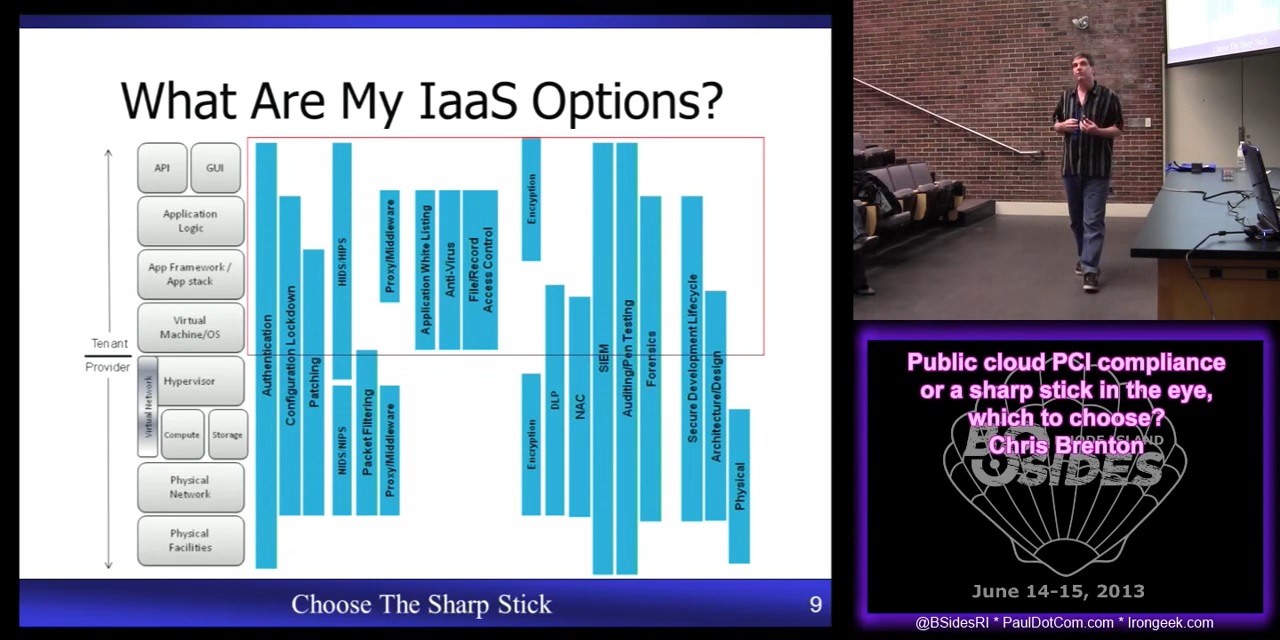 What Are My IaaS Options?
API
GUI
Application
Logic
App Framework /
App stack
Virtual
Machine/OS
Tenant
Provider
Virtual Network
Hypervisor
Compute
Storage
Physical
Network
Physical
Facilities
Authentication
Configuration Lockdown
Patching
HIDS/HIPS
NIDS/NIPS
Packet Filtering
Proxy/Middleware
Proxy/Middleware
Application White Listing
Anti-Virus
File/Record
Access Control
Encryption
Encryption
DLP
NAC
SIEM
Auditing/Pen Testing
Forensics
Secure Development Lifecycle
Architecture/Design
Physical
Choose The Sharp Stick
9
Public cloud PCI compliance
or a sharp stick in the eye,
which to choose?
Chris Brenton
BSIDES
June 14-15, 2013
@BSidesRI * PaulDotCom.com * Irongeek.com